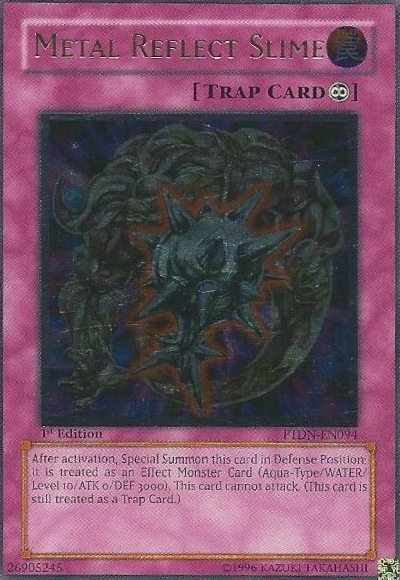 METAL REFLECT SLIME
[TRAP CARD]
1st Edition
PTDN-EN094
After activation, Special Summon this card in Defense Position;
it is treated as an Effect Monster Card (Aqua-Type/WATER/
Level 10/ATK 0/DEF 3000). This card cannot attack. (This card is
still treated as a Trap Card.)
26905245
©1996 KAZUKI TAKAHASHI